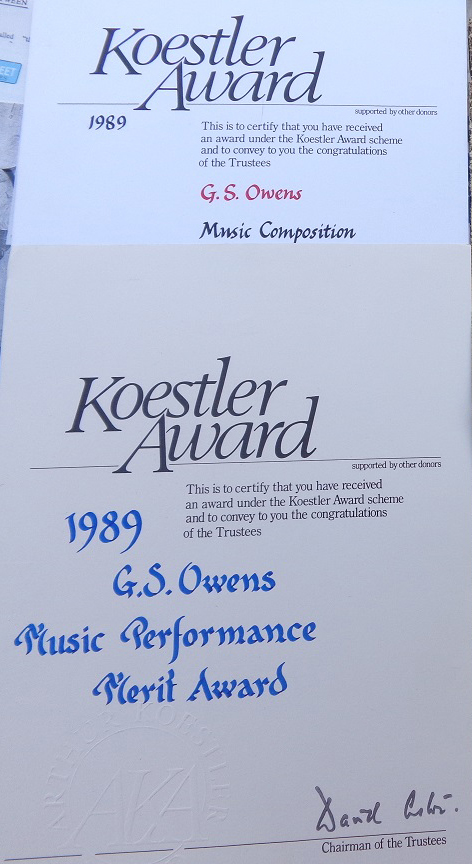 Koestler
Award
supported by other donors
1989
This is to certify that you have received
an award under the Koestler Award scheme
and to convey to you the congratulations
of the Trustees
G. S. Owens
Music Composition
Koestler
Award
supported by other donors
This is to certify that you have received
an award under the Koestler Award scheme
and to convey to you the congratulations
of the Trustees
1989
G.S. Owens
Music Performance
Merit Award
ARTHUR KOESTLER
AKA
David
Chairman of the Trustees